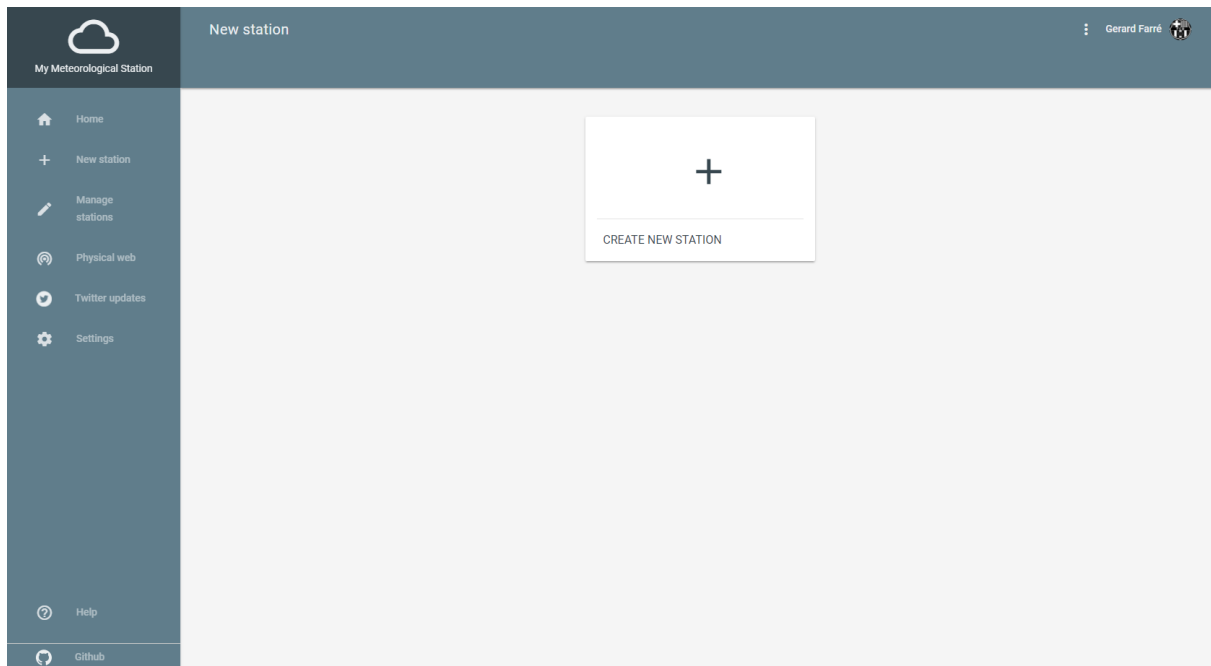 My Meteorological Station
New station
Gerard Farré
Home
New station
Manage
stations
Physical web
Twitter updates
Settings
CREATE NEW STATION
Help
Github